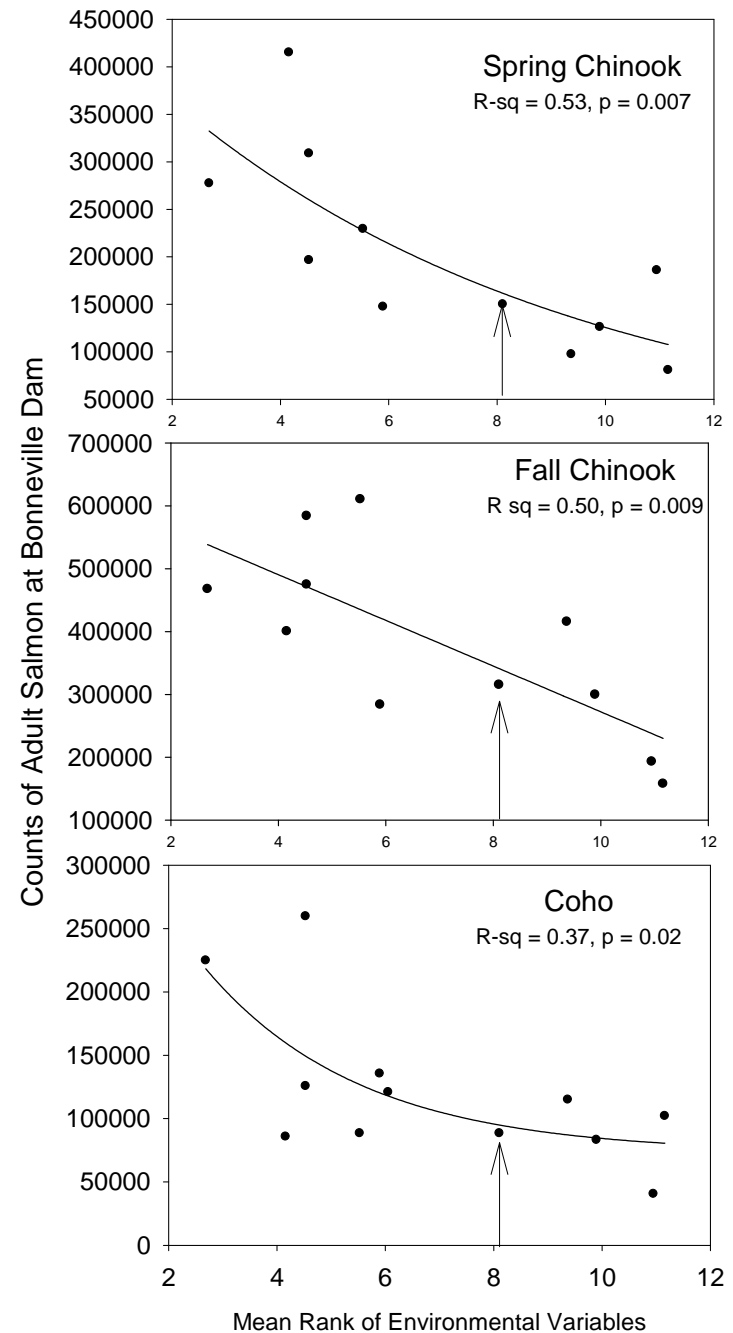 Counts of Adult Salmon at Bonneville Dam
450000
400000
350000
300000
250000
200000
150000
100000
50000
Spring Chinook
R-sq = 0.53, p = 0.007
2 4 6 8 10 12
700000
600000
500000
400000
300000
200000
100000
Fall Chinook
R sq = 0.50, p = 0.009
2 4 6 8 10 12
300000
250000
200000
150000
100000
50000
0
Coho
R-sq = 0.37, p = 0.02
2 4 6 8 10 12
Mean Rank of Environmental Variables